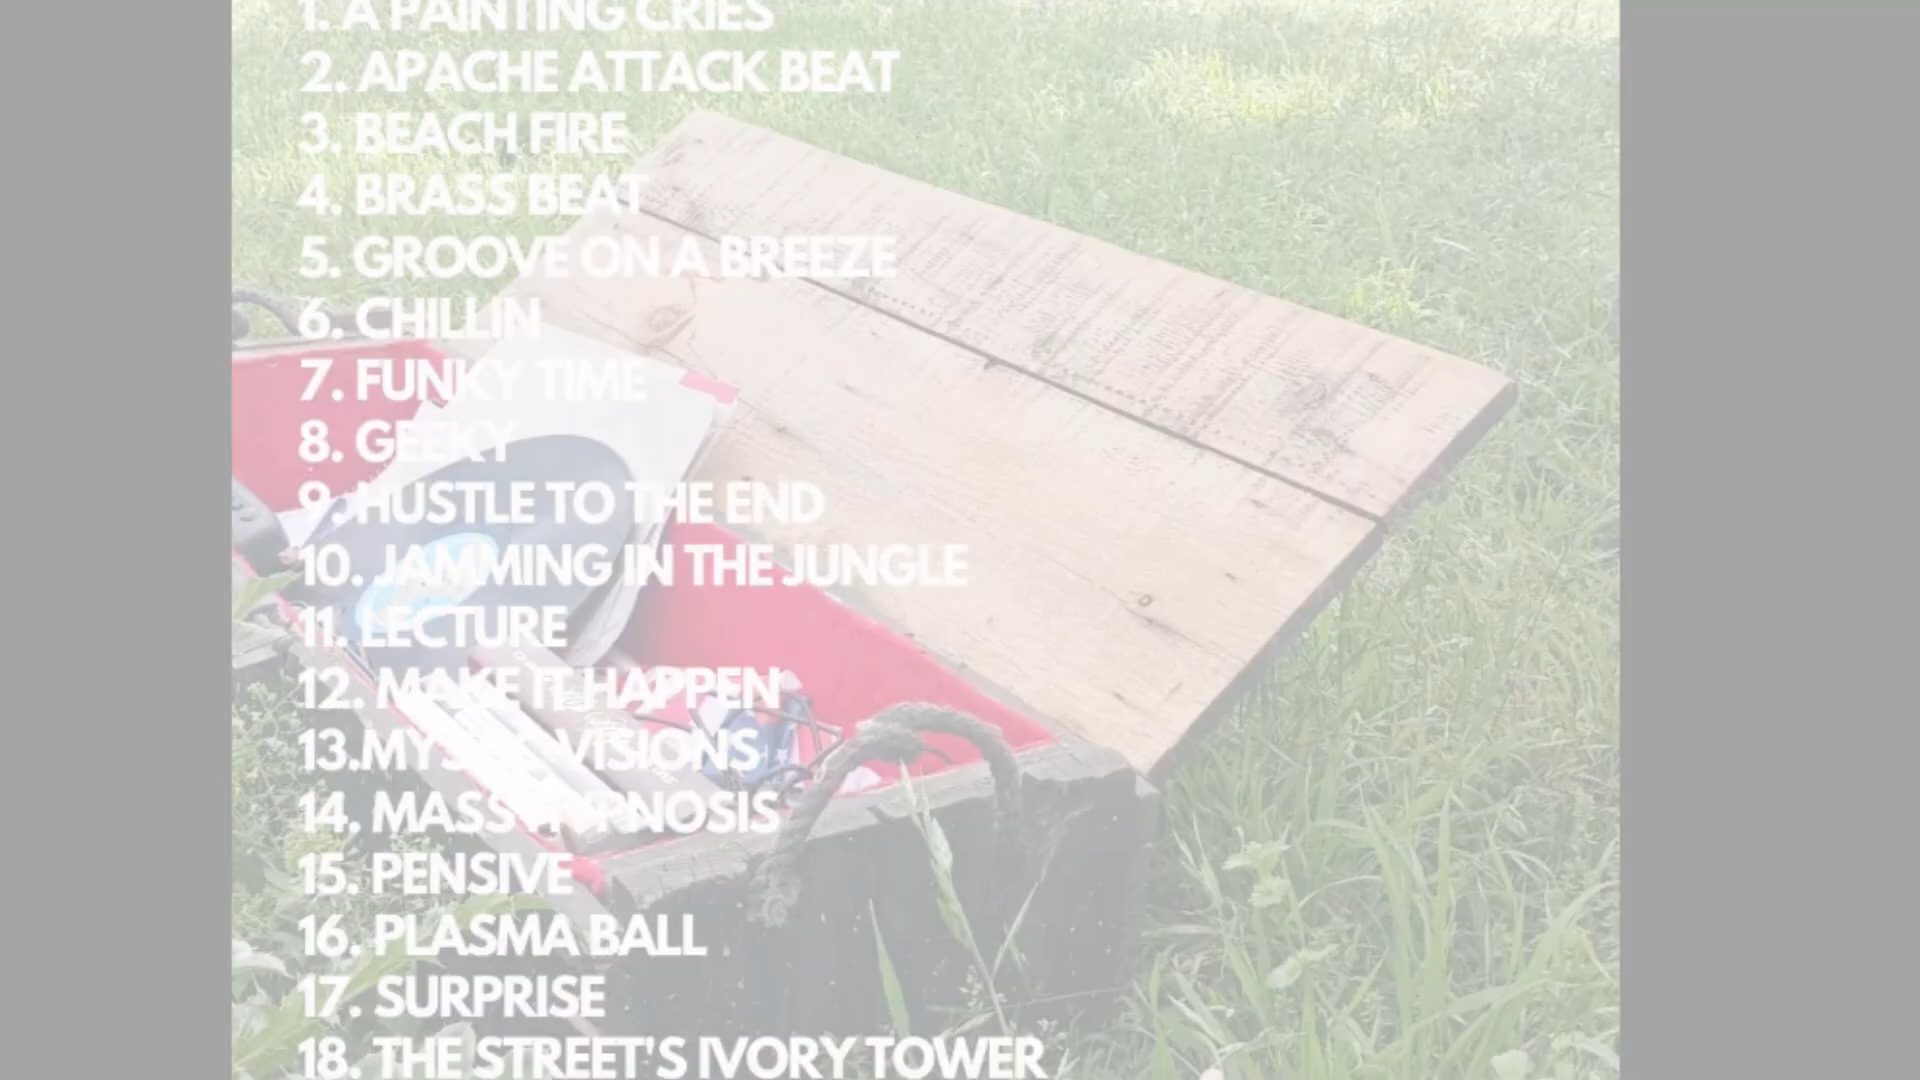 1. A PAINTING CRIES
2. APACHE ATTACK BEAT
3. BEACH FIRE
4. BRASS BEAT
5. GROOVE ON A BREEZE
6. CHILLIN
7. FUNKY TIME
8. GEEKY
9. HUSTLE TO THE END
10. JAMMING IN THE JUNGLE
11. LECTURE
12. MAKE IT HAPPEN
13. VISIONS
14. MASS HYPNOSIS
15. PENSIVE
16. PLASMA BALL
17. SURPRISE
18. THE STREET'S IVORY TOWER